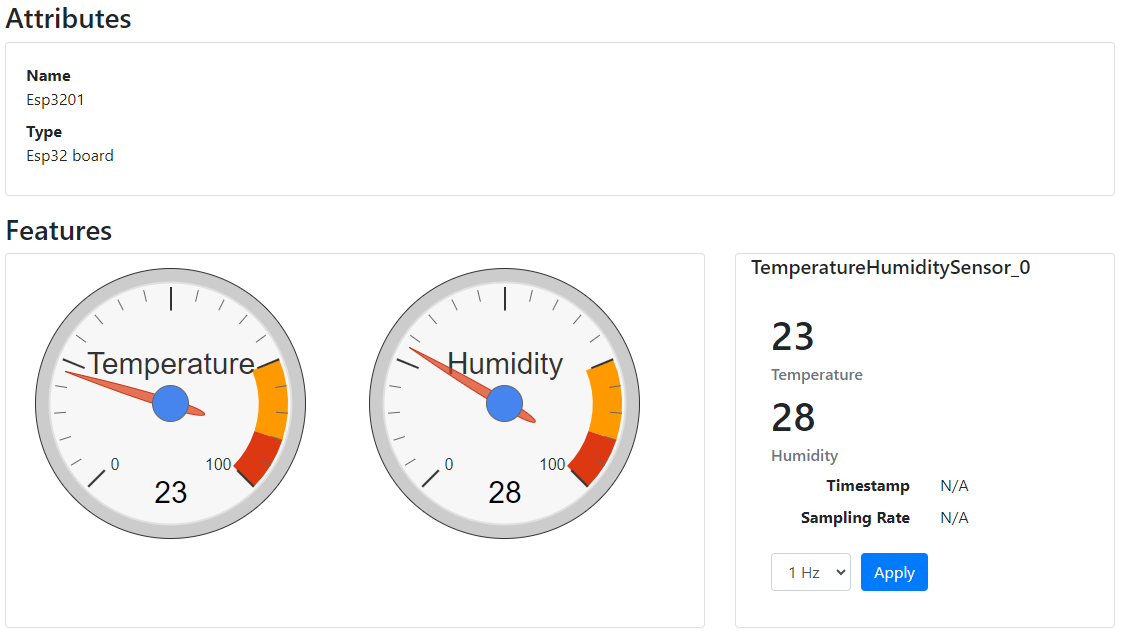 Attributes
Name
Esp3201
Type
Esp32 board
Features
Temperature
0
100
23
Humidity
0
100
28
TemperatureHumiditySensor_0
23
Temperature
28
Humidity
Timestamp N/A
Sampling Rate N/A
1 Hz Apply